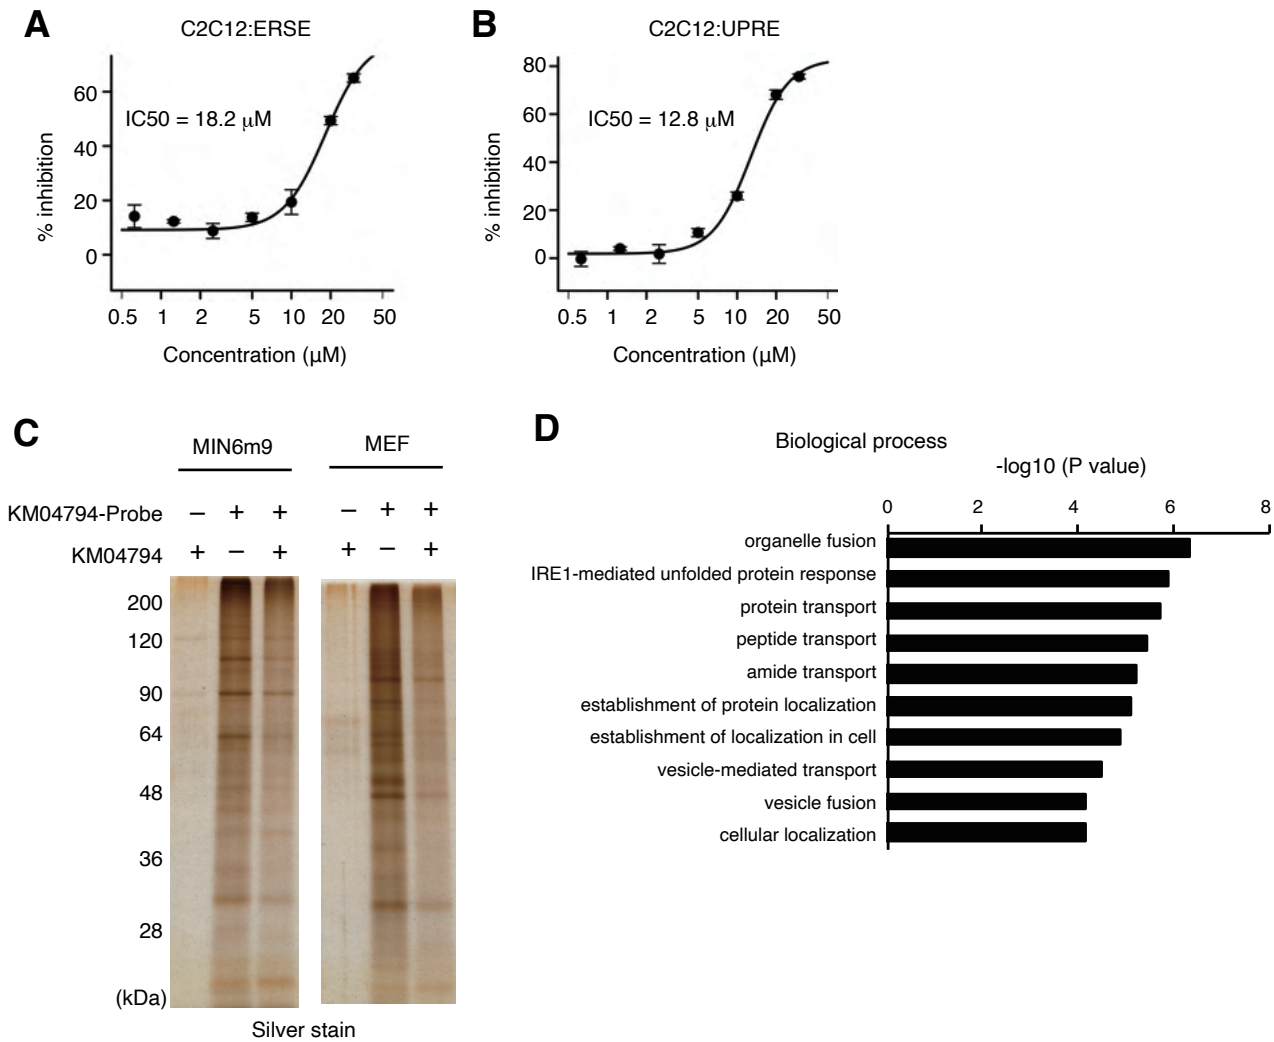 A
C2C12:ERSE
IC50 = 18.2 μM
% inhibition
60
40
20
0
0.5 1 2 5 10 20 50
Concentration (μM)
B
C2C12:UPRE
IC50 = 12.8 μM
% inhibition
80
60
40
20
0
0.5 1 2 5 10 20 50
Concentration (μM)
C
MIN6m9 MEF
KM04794-Probe – + + – + +
KM04794 + – + + – +
200
120
90
64
48
36
28
(kDa)
Silver stain
D
Biological process
-log10 (P value)
0 2 4 6 8
organelle fusion
IRE1-mediated unfolded protein response
protein transport
peptide transport
amide transport
establishment of protein localization
establishment of localization in cell
vesicle-mediated transport
vesicle fusion
cellular localization